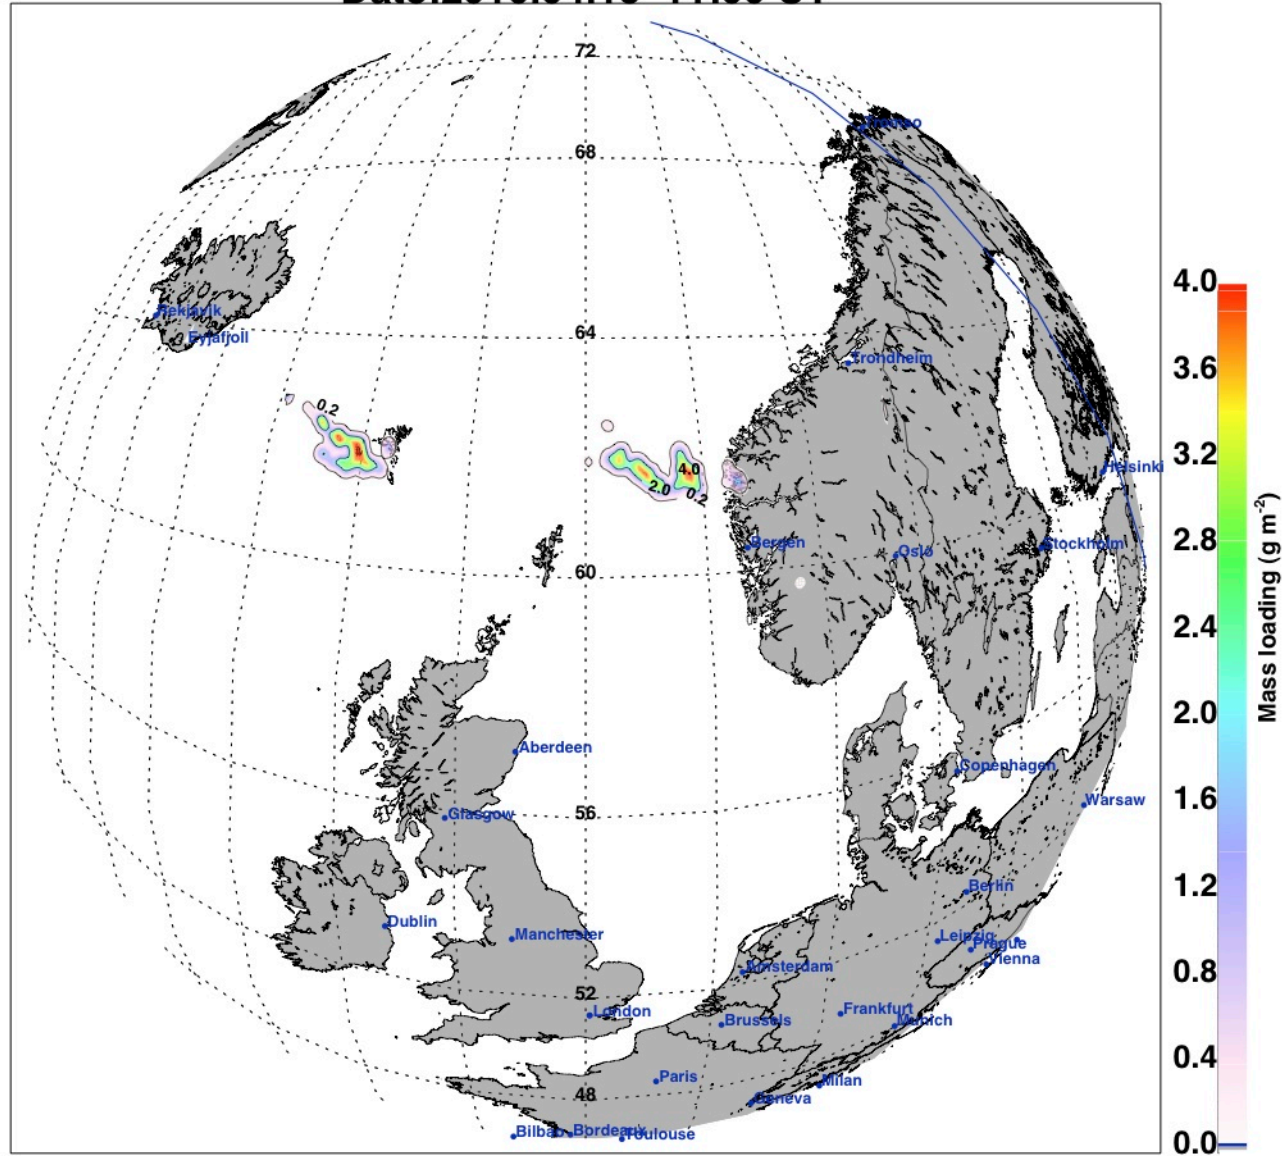 72
Tromso
68
Rekjavik
Eyjafjoll
64
Trondheim
4.0
3.6
3.2
2.8
2.4
2.0
1.6
1.2
0.8
0.4
0.0
Mass loading (g m-2)
0.2
4.0
2.0
0.2
Helsinki
Bergen
Oslo
Stockholm
60
Aberdeen
Copenhagen
Warsaw
Glasgow
56
Berlin
Dublin
Manchester
Leipzig
Prague
Vienna
Amsterdam
52
London
Brussels
Frankfurt
Munich
Paris
Milan
48
Geneva
Bilbao
Bordeaux
Toulouse